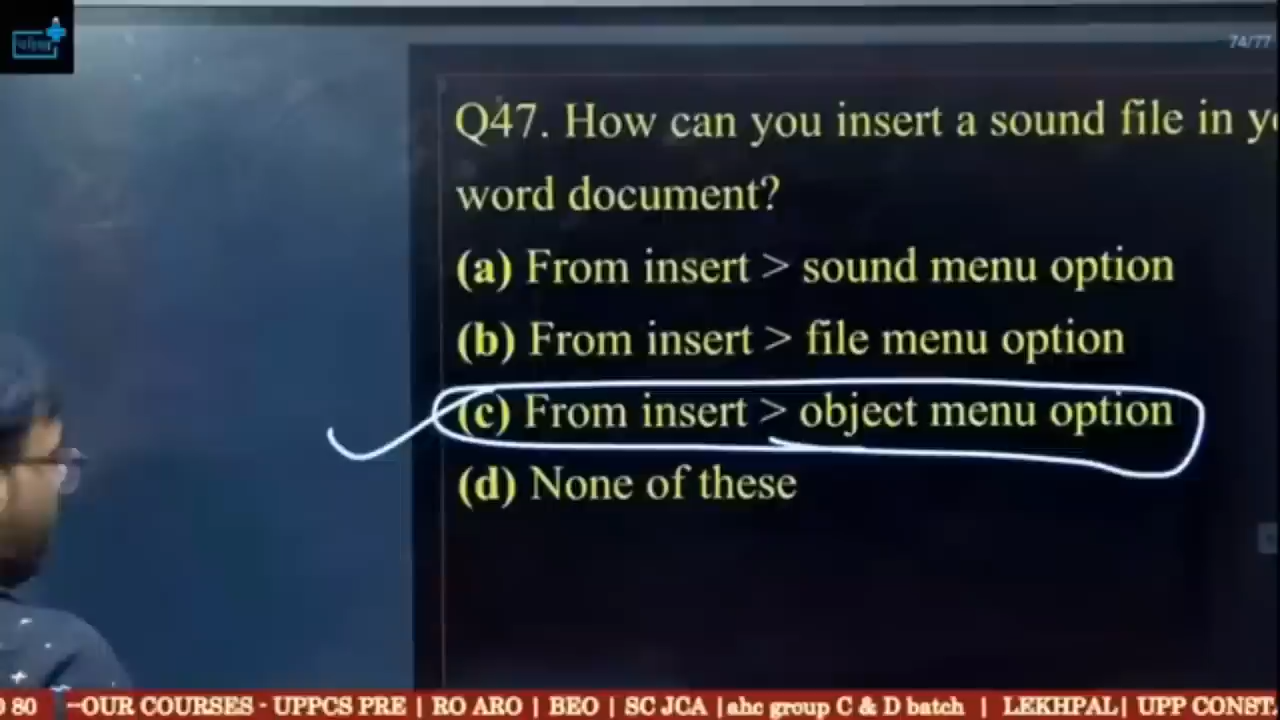 74/77
Q47. How can you insert a sound file in
word document?
(a) From insert > sound menu option
(b) From insert > file menu option
(c) From insert > object menu option
(d) None of these
80 -OUR COURSES - UPPCS PRE | RO ARO | BEO | SC JCA |ahc group C & D batch | LEKHPAL| UPP CONST.